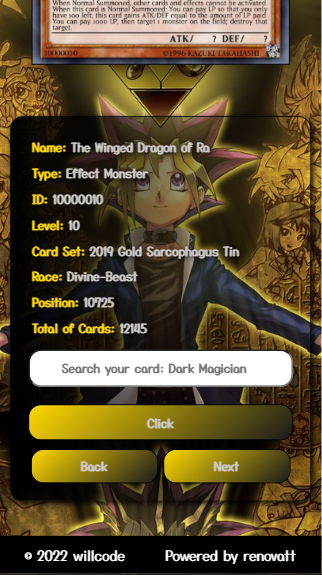 When Normal Summoned, other cards and effects cannot be activated.
When this card is Normal Summoned: You can pay LP so that you only
have 100 left; this card gains ATK/DEF equal to the amount of LP paid.
You can pay 1000 LP, then target 1 monster on the field; destroy that
target.
ATK/ ? DEF/ ?
10000010 ©1996 KAZUKI TAKAHASHI
Name: The Winged Dragon of Ra
Type: Effect Monster
ID: 10000010
Level: 10
Card Set: 2019 Gold Sarcophagus Tin
Race: Divine-Beast
Position: 10725
Total of Cards: 12145
Search your card: Dark Magician
Click
Back Next
© 2022 willcode Powered by renovatt